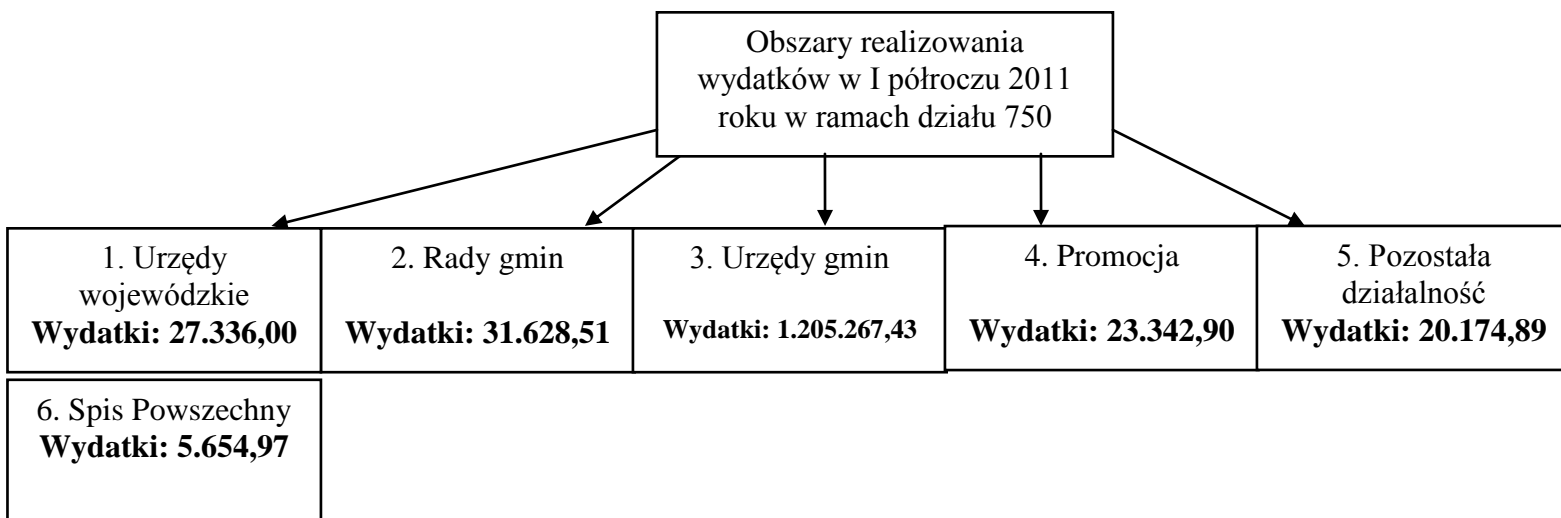 Obszary realizowania
wydatków w I półroczu 2011
roku w ramach działu 750
1. Urzędy
wojewódzkie
Wydatki: 27.336,00
2. Rady gmin
Wydatki: 31.628,51
3. Urzędy gmin
Wydatki: 1.205.267,43
4. Promocja
Wydatki: 23.342,90
5. Pozostała
działalność
Wydatki: 20.174,89
6. Spis Powszechny
Wydatki: 5.654,97